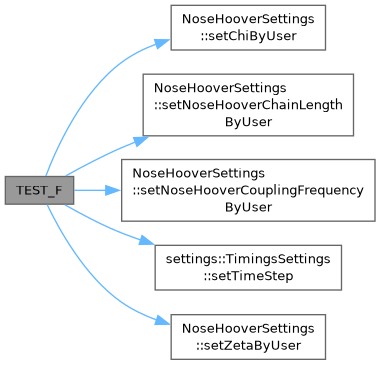 NoseHooverSettings
::setChiByUser
NoseHooverSettings
::setNoseHooverChainLength
ByUser
TEST_F
NoseHooverSettings
::setNoseHooverCouplingFrequency
ByUser
settings::TimingsSettings
::setTimeStep
NoseHooverSettings
::setZetaByUser